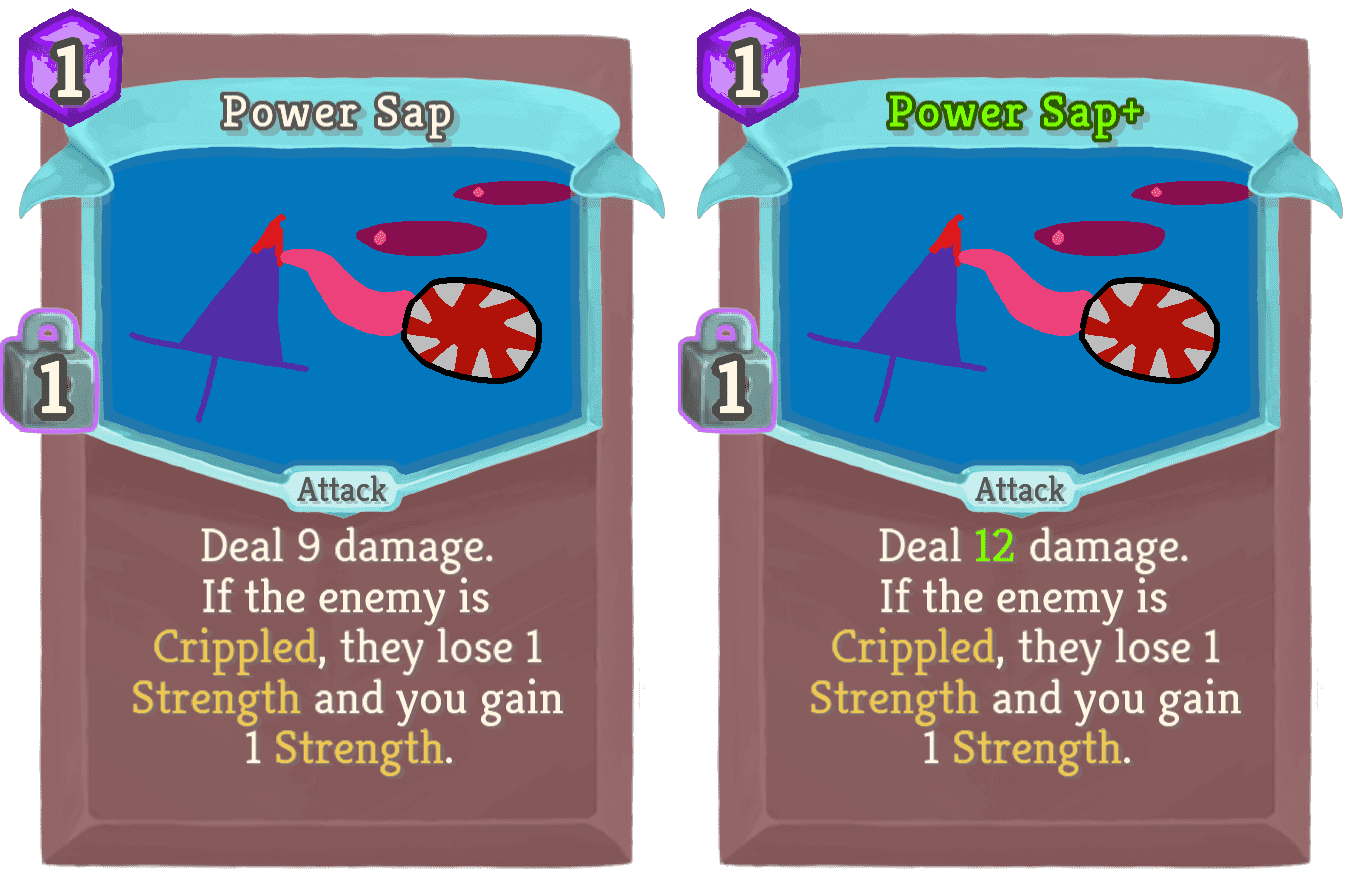 1
Power Sap
1
Attack
Deal 9 damage.
If the enemy is
Crippled, they lose 1
Strength and you gain
1 Strength.
1
Power Sap+
1
Attack
Deal 12 damage.
If the enemy is
Crippled, they lose 1
Strength and you gain
1 Strength.